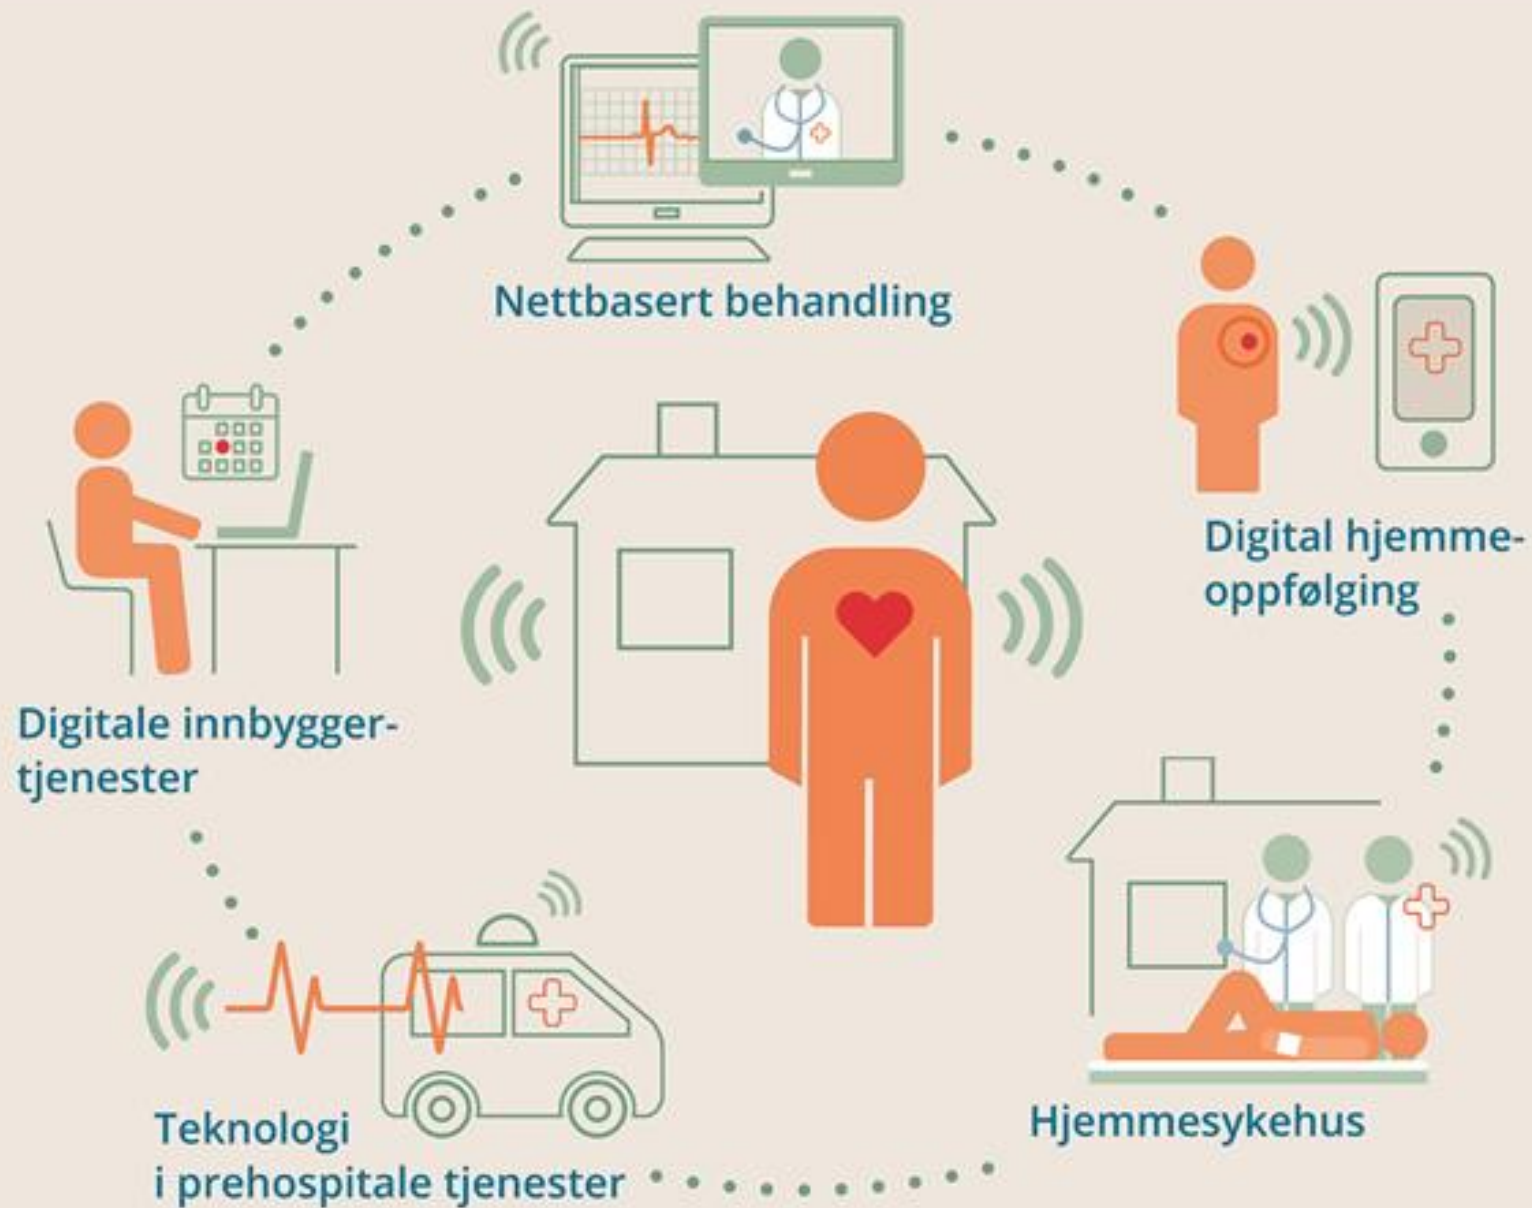 Nettbasert behandling
Digital hjemme-
oppfølging
Digitale innbygger-
tjenester
Hjemmesykehus
Teknologi
i prehospitale tjenester